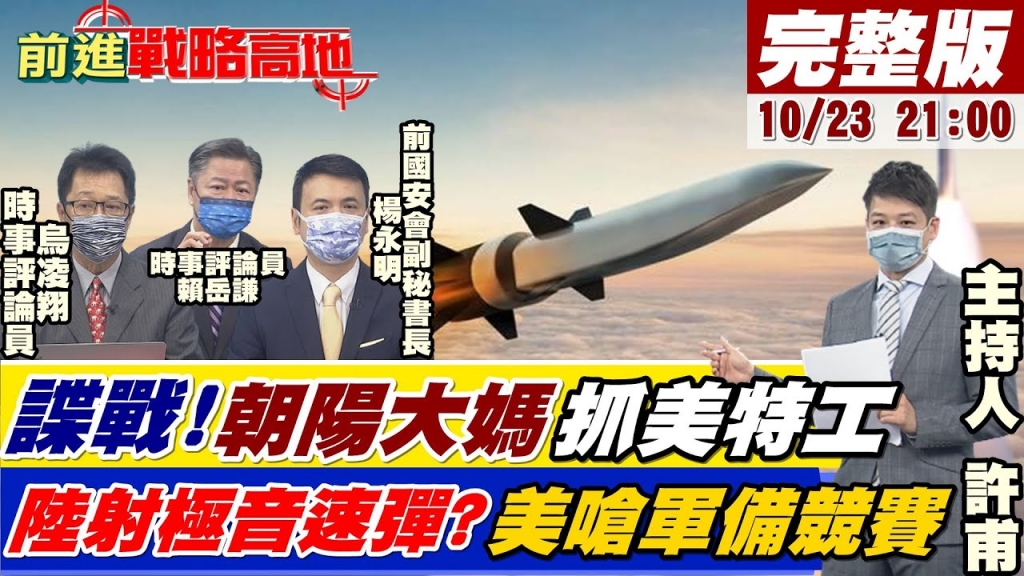 前進戰略高地
完整版
10/23 21:00
時事評論員
烏凌翔
時事評論員
賴岳謙
前國安會副秘書長
楊永明
主持人 許甫
諜戰!朝陽大媽抓美特工
陸射極音速彈?美嗆軍備競賽